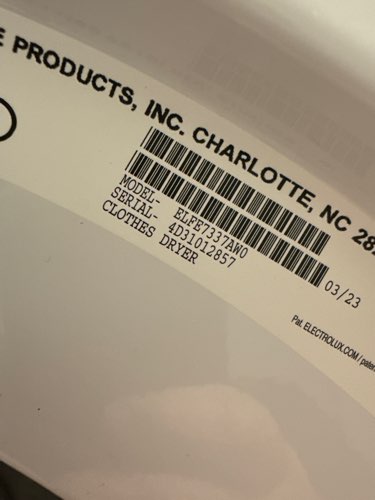 E PRODUCTS, INC. CHARLOTTE, NC 28
MODEL- ELFE7337AW0
SERIAL- 4D31012857
CLOTHES DRYER
03/23
Pat. ELECTROLUX.COM/paten